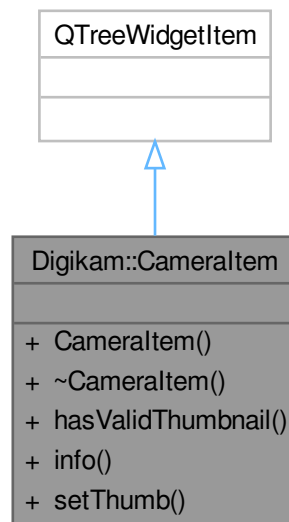 QTreeWidgetItem
Digikam::CameraItem
+ CameraItem()
+ ~CameraItem()
+ hasValidThumbnail()
+ info()
+ setThumb()